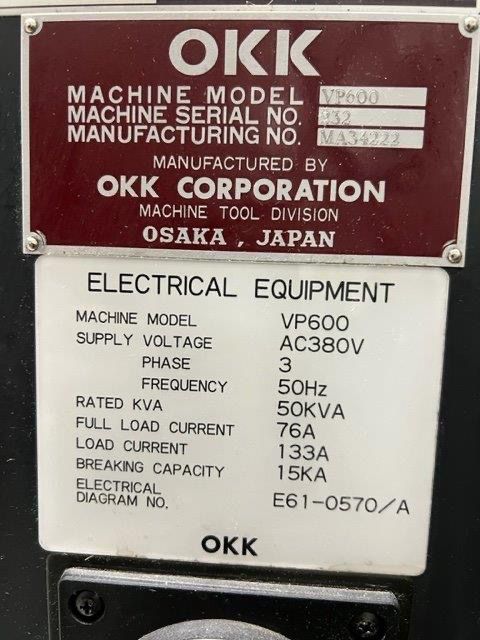 OKK
MACHINE MODEL VP600
MACHINE SERIAL NO. 232
MANUFACTURING NO. MA34222
MANUFACTURED BY
OKK CORPORATION
MACHINE TOOL DIVISION
OSAKA , JAPAN
ELECTRICAL EQUIPMENT
MACHINE MODEL VP600
SUPPLY VOLTAGE AC380V
PHASE 3
FREQUENCY 50Hz
RATED KVA 50KVA
FULL LOAD CURRENT 76A
LOAD CURRENT 133A
BREAKING CAPACITY 15KA
ELECTRICAL
DIAGRAM NO. E61-0570/A
OKK